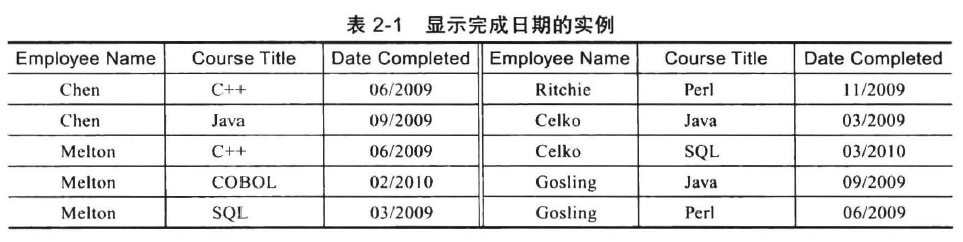 表 2-1 显示完成日期的实例
Employee Name Course Title Date Completed Employee Name Course Title Date Completed
Chen C++ 06/2009 Ritchie Perl 11/2009
Chen Java 09/2009 Celko Java 03/2009
Melton C++ 06/2009 Celko SQL 03/2010
Melton COBOL 02/2010 Gosling Java 09/2009
Melton SQL 03/2009 Gosling Perl 06/2009